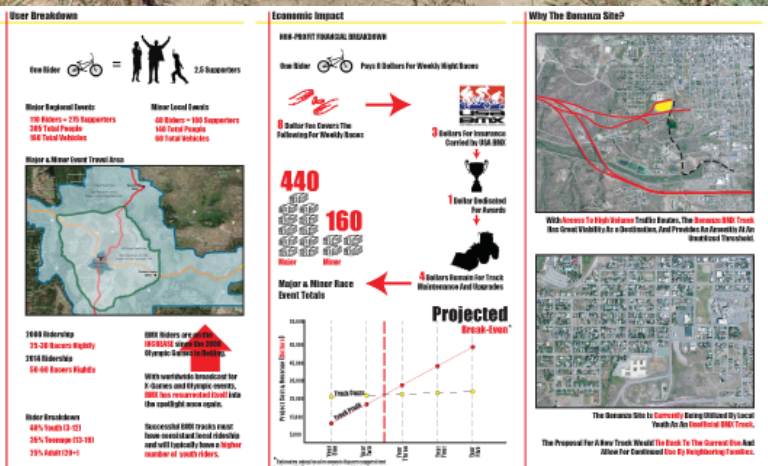 User Breakdown
One Rider
=
2.5 Supporters
Major Regional Events
110 Riders = 275 Supporters
385 Total People
160 Total Vehicles
Minor Local Events
40 Riders = 100 Supporters
140 Total People
60 Total Vehicles
Major & Minor Event Travel Area
2008 Ridership
25-30 Racers Nightly
2014 Ridership
50-60 Racers Nightly
Rider Breakdown
40% Youth (3-12)
35% Teenage (13-19)
25% Adult (20+)
BMX Riders are on the
INCREASE since the 2008
Olympic Games in Beijing.
With worldwide broadcast for
X-Games and Olympic events,
BMX has resurrected itself into
the spotlight once again.
Successful BMX tracks must
have consistent local ridership
and will typically have a higher
number of youth riders.
Economic Impact
NON-PROFIT FINANCIAL BREAKDOWN
One Rider
Pays 8 Dollars For Weekly Night Races
8 Dollar Fee Covers The
Following For Weekly Races
USA
BMX
3 Dollars For Insurance
Carried by USA BMX
1 Dollar Dedicated
For Awards
4 Dollars Remain For Track
Maintenance And Upgrades
440
160
Major
Minor
Major & Minor Race
Event Totals
Projected
Break-Even*
Track Costs
Track Profit
Year
One
Year
Two
Year
Three
Year
Four
Year
Five
Why The Bonanza Site?
With Access To High Volume Traffic Routes, The Bonanza BMX Track
Has Great Visibility As a Destination, And Provides An Amenity At An
Unutilized Threshold.
The Bonanza Site Is Currently Being Utilized By Local
Youth As An Unofficial BMX Track.
The Proposal For A New Track Would Tie Back To The Current Use And
Allow For Continued Use By Neighboring Families.